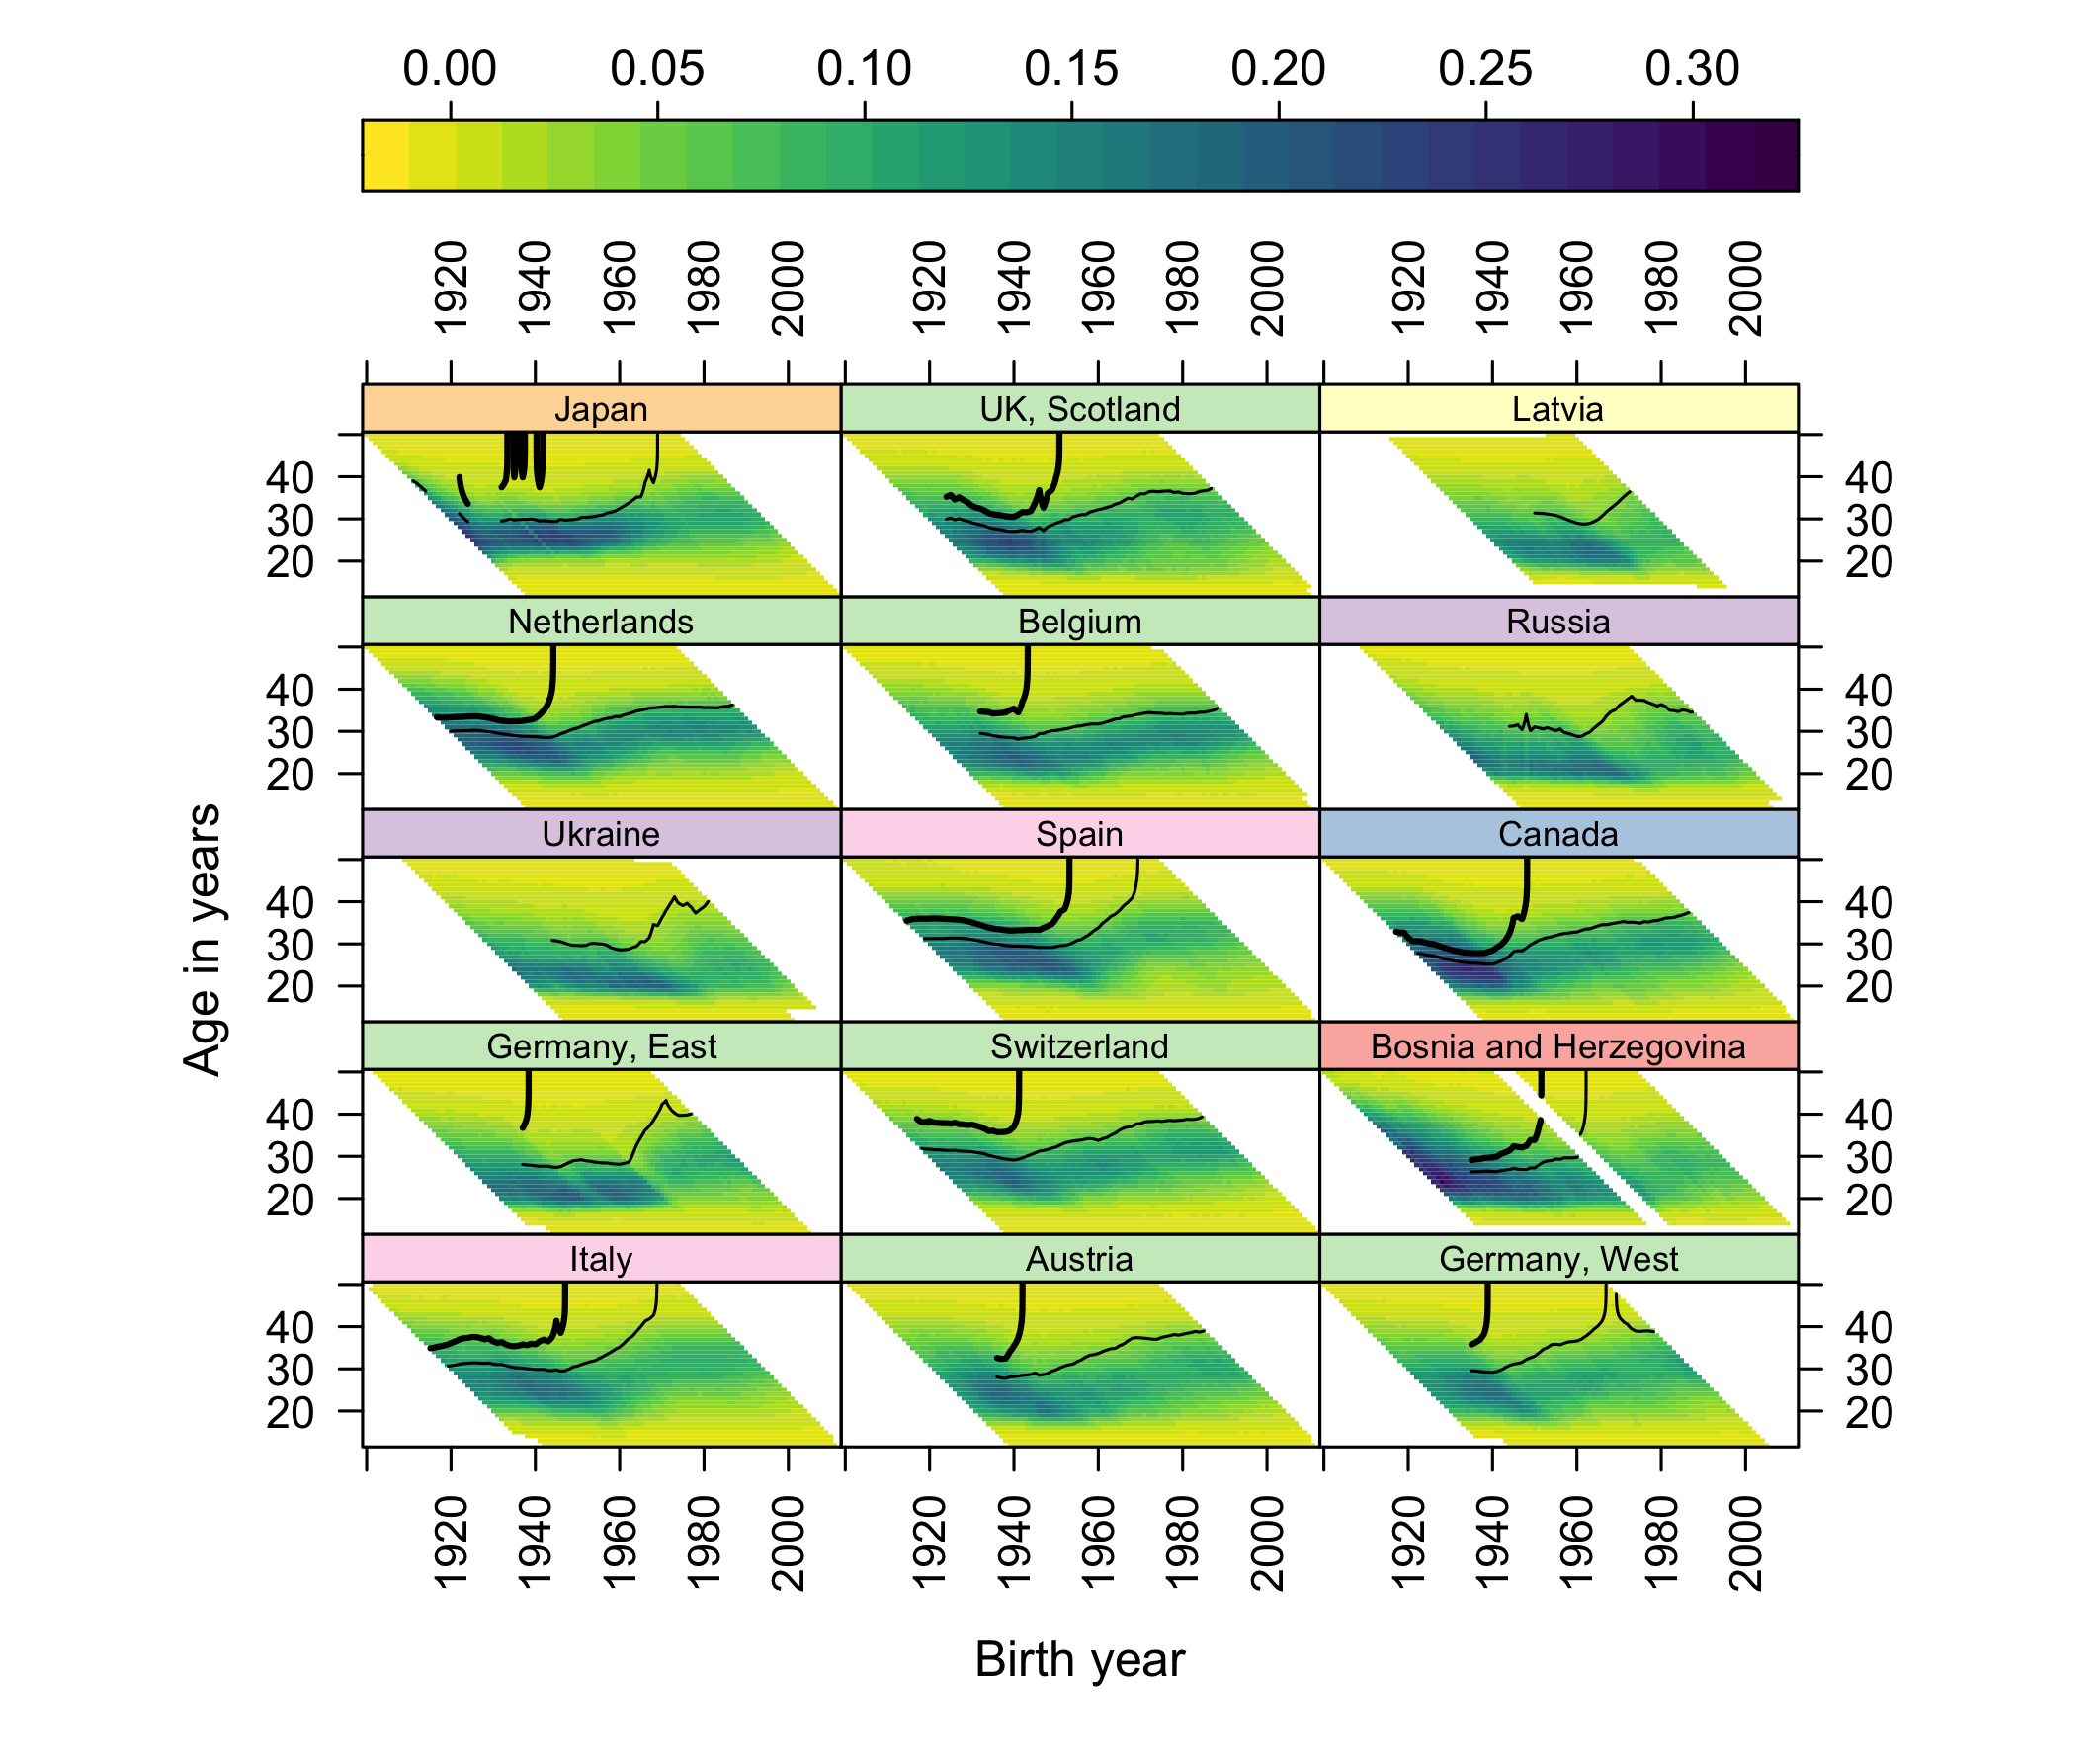 0.00 0.05 0.10 0.15 0.20 0.25 0.30
1920 1940 1960 1980 2000 1920 1940 1960 1980 2000 1920 1940 1960 1980 2000
Japan UK, Scotland Latvia
40 40
30 30
20 20
Netherlands Belgium Russia
40 40
30 30
20 20
Ukraine Spain Canada
40 40
30 30
20 20
Germany, East Switzerland Bosnia and Herzegovina
40 40
30 30
20 20
Italy Austria Germany, West
40 40
30 30
20 20
1920 1940 1960 1980 2000 1920 1940 1960 1980 2000 1920 1940 1960 1980 2000
Age in years
Birth year